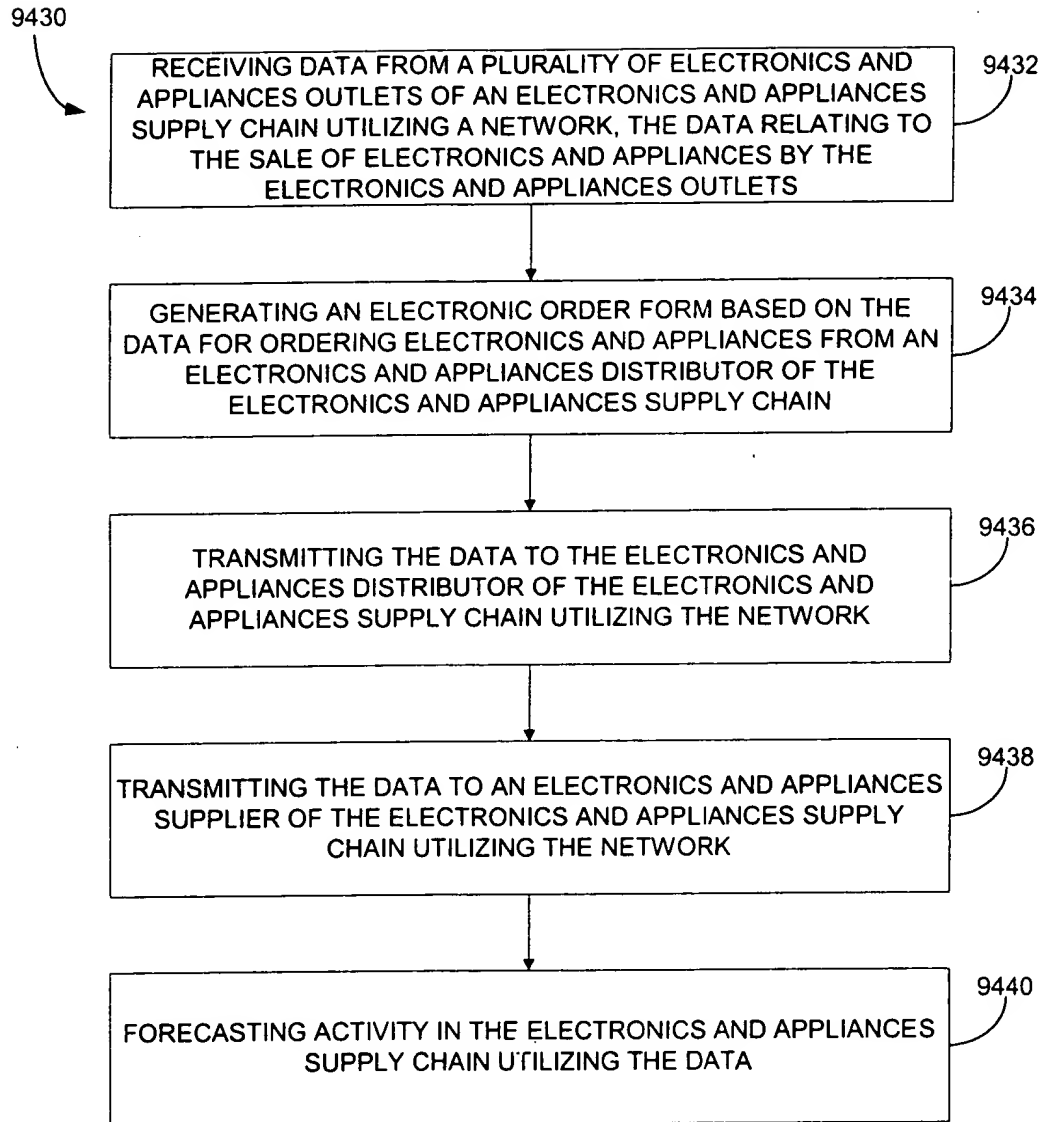 9430
RECEIVING DATA FROM A PLURALITY OF ELECTRONICS AND
APPLIANCES OUTLETS OF AN ELECTRONICS AND APPLIANCES
SUPPLY CHAIN UTILIZING A NETWORK, THE DATA RELATING TO
THE SALE OF ELECTRONICS AND APPLIANCES BY THE
ELECTRONICS AND APPLIANCES OUTLETS
9432
GENERATING AN ELECTRONIC ORDER FORM BASED ON THE
DATA FOR ORDERING ELECTRONICS AND APPLIANCES FROM AN
ELECTRONICS AND APPLIANCES DISTRIBUTOR OF THE
ELECTRONICS AND APPLIANCES SUPPLY CHAIN
9434
TRANSMITTING THE DATA TO THE ELECTRONICS AND
APPLIANCES DISTRIBUTOR OF THE ELECTRONICS AND
APPLIANCES SUPPLY CHAIN UTILIZING THE NETWORK
9436
TRANSMITTING THE DATA TO AN ELECTRONICS AND APPLIANCES
SUPPLIER OF THE ELECTRONICS AND APPLIANCES SUPPLY
CHAIN UTILIZING THE NETWORK
9438
FORECASTING ACTIVITY IN THE ELECTRONICS AND APPLIANCES
SUPPLY CHAIN UTILIZING THE DATA
9440